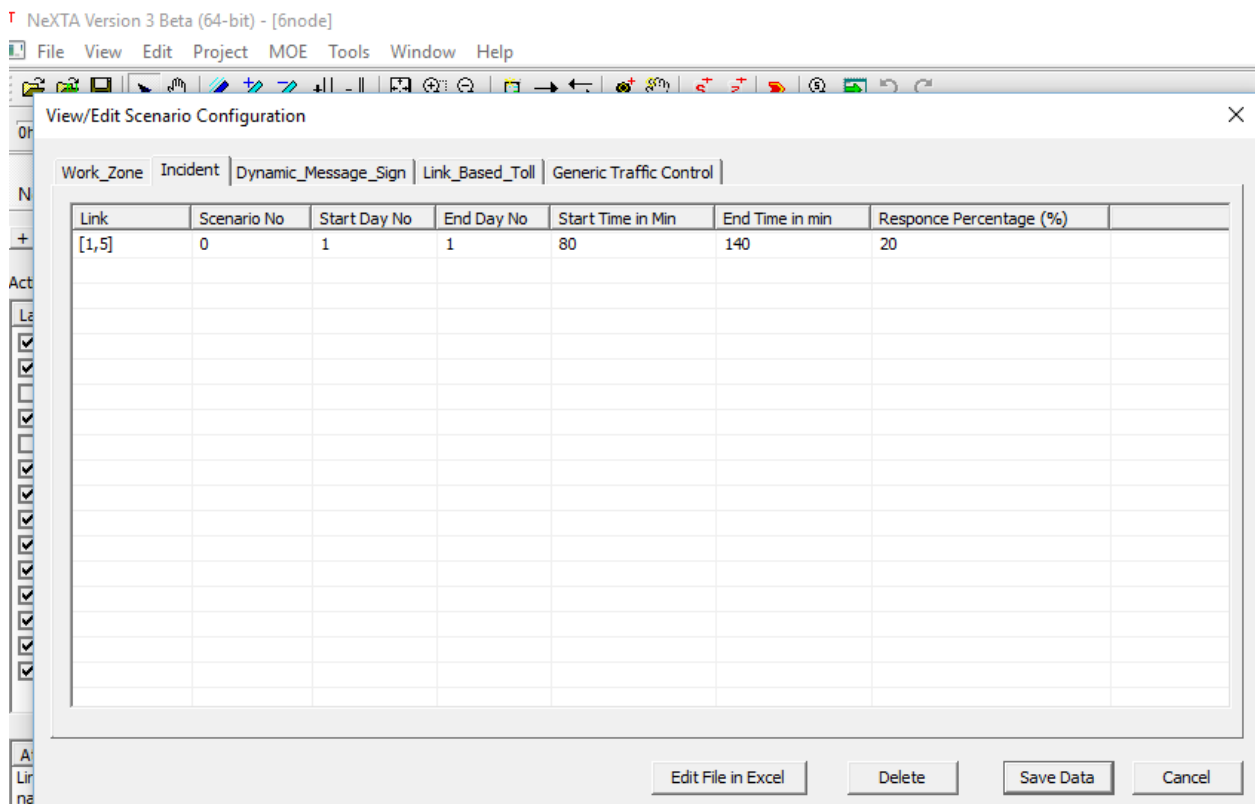 NeXTA Version 3 Beta (64-bit) - [6node]
File View Edit Project MOE Tools Window Help
View/Edit Scenario Configuration
Work_Zone Incident Dynamic_Message_Sign Link_Based_Toll Generic Traffic Control
Link Scenario No Start Day No End Day No Start Time in Min End Time in min Responce Percentage (%)
[1,5] 0 1 1 80 140 20
Act
Edit File in Excel Delete Save Data Cancel